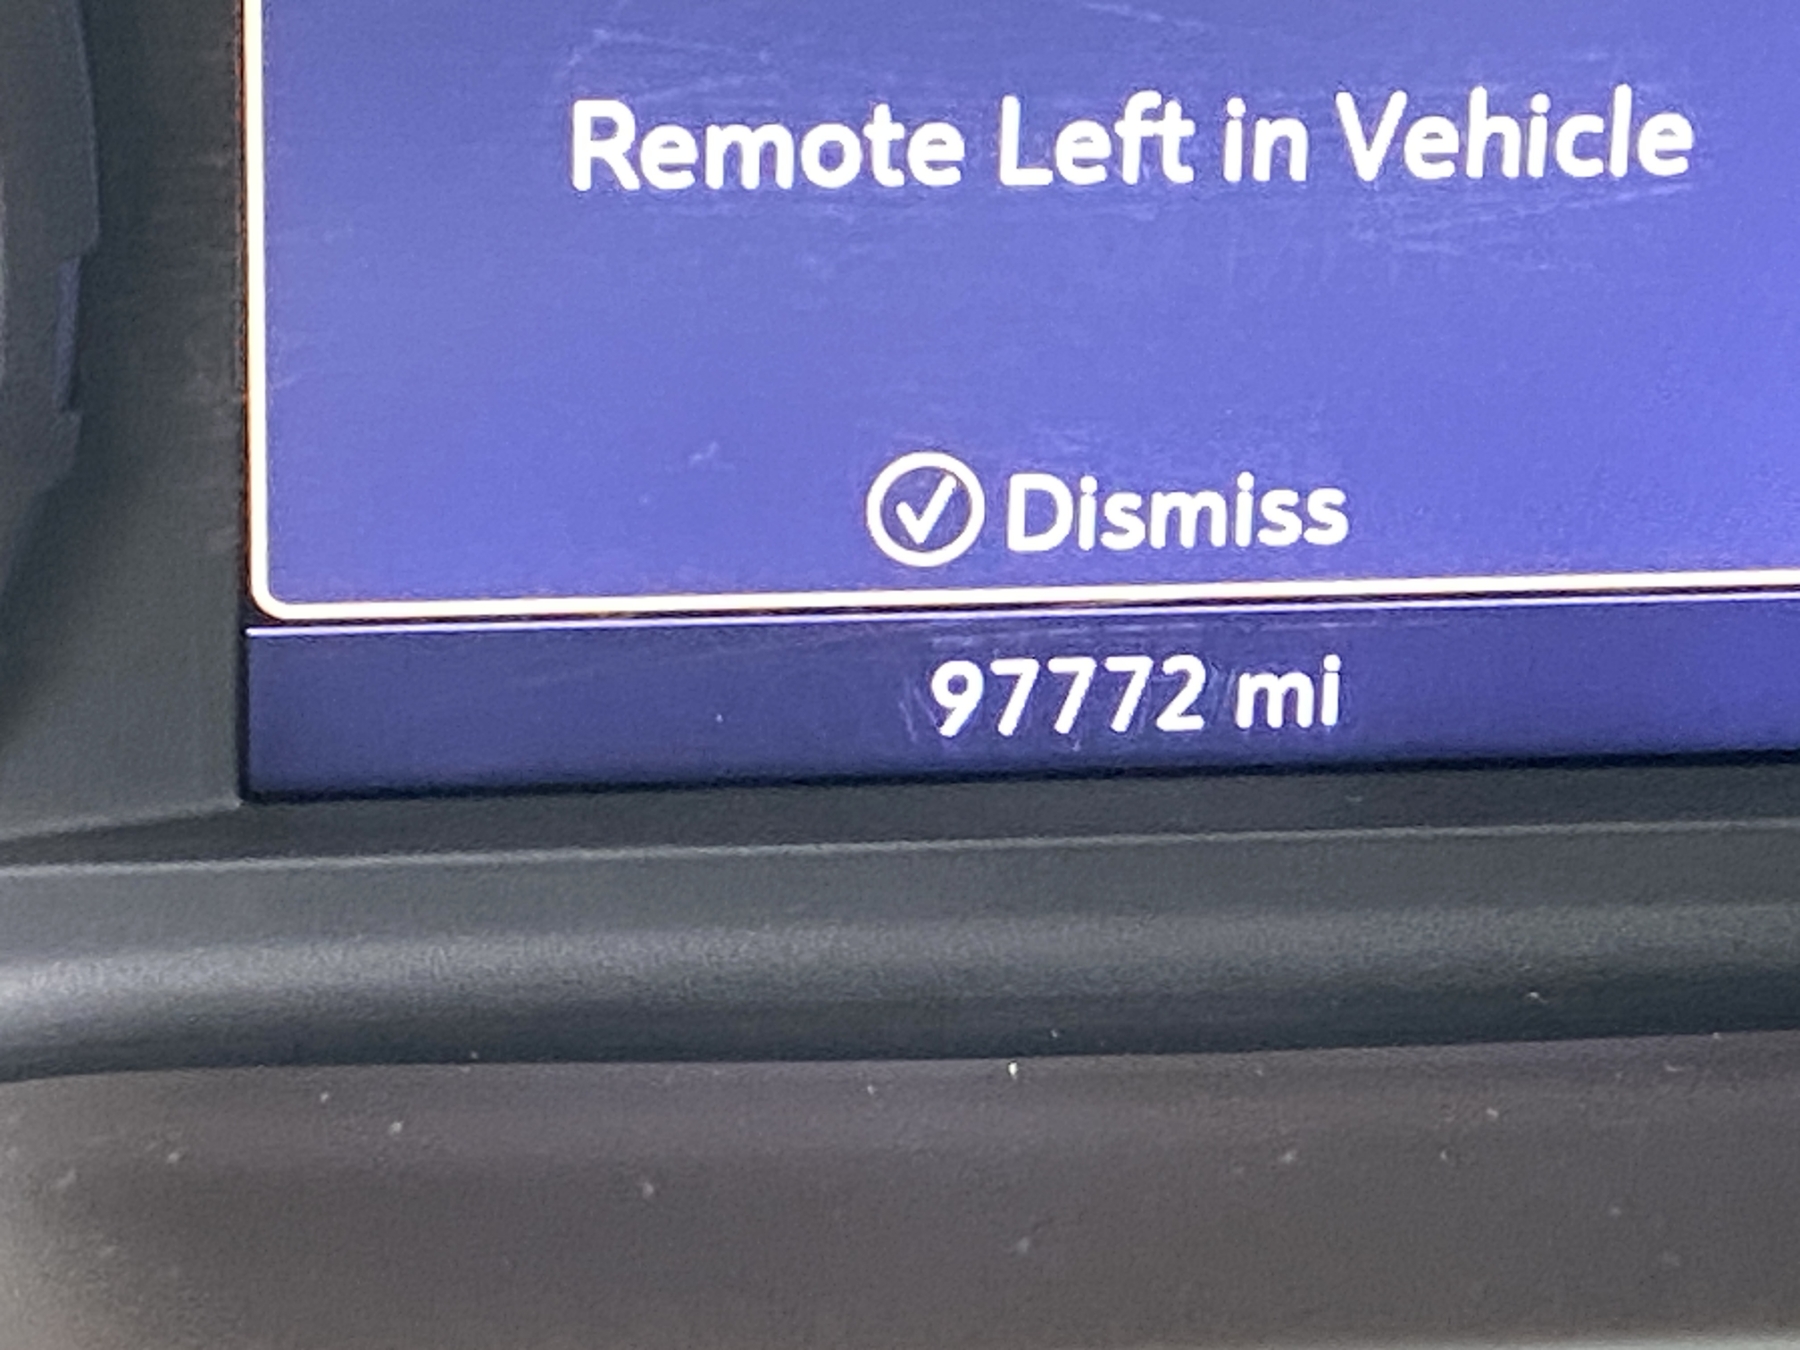 Remote Left in Vehicle
Dismiss
97772 mi